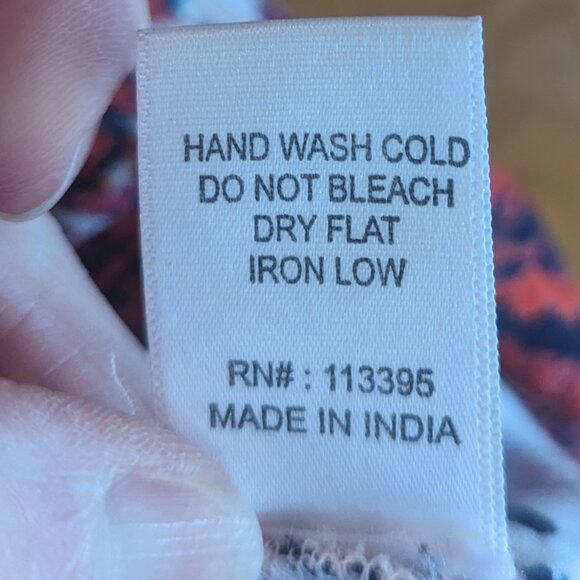 HAND WASH COLD
DO NOT BLEACH
DRY FLAT
IRON LOW
RN# : 113395
MADE IN INDIA